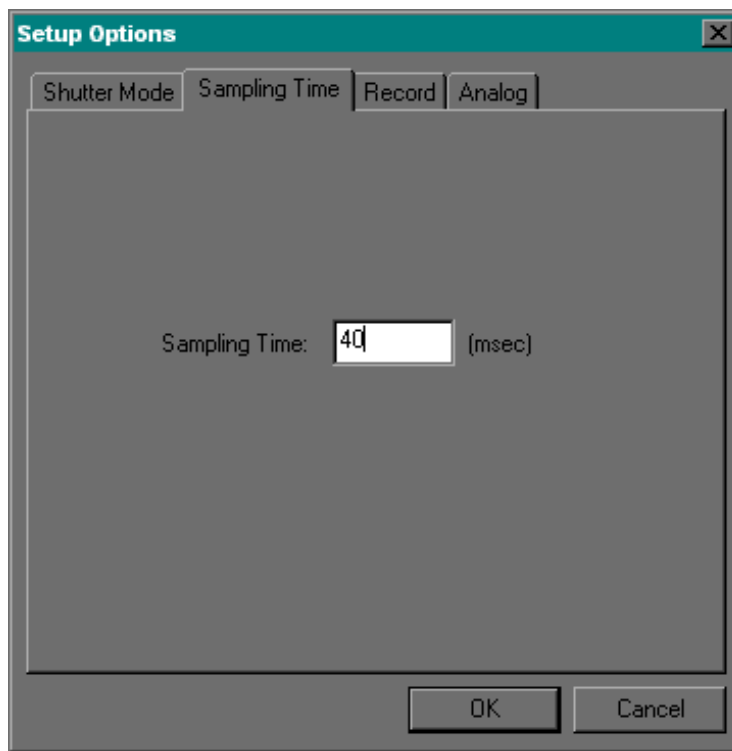 Setup Options
Shutter Mode Sampling Time Record Analog
Sampling Time: 40 (msec)
OK Cancel